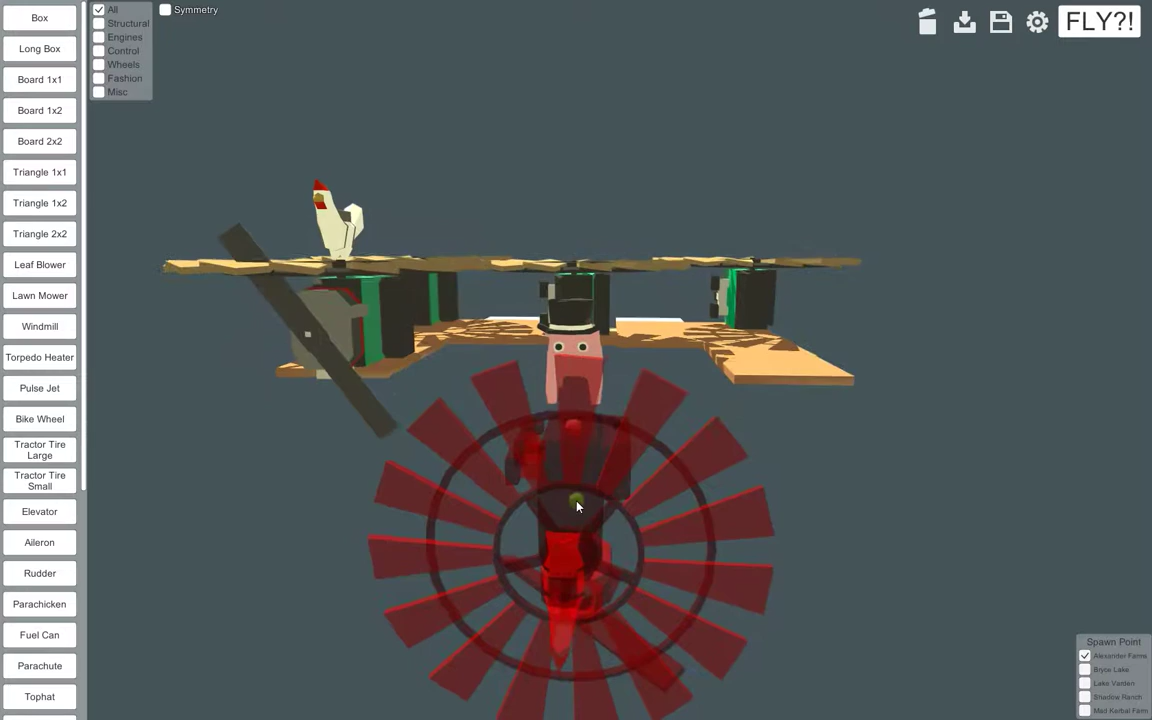 Box
Long Box
Board 1x1
Board 1x2
Board 2x2
Triangle 1x1
Triangle 1x2
Triangle 2x2
Leaf Blower
Lawn Mower
Windmill
Torpedo Heater
Pulse Jet
Bike Wheel
Tractor Tire
Large
Tractor Tire
Small
Elevator
Aileron
Rudder
Parachicken
Fuel Can
Parachute
Tophat
All
Structural
Engines
Control
Wheels
Fashion
Misc
Symmetry
FLY?!
Spawn Point
Alexander Farms
Bryce Lake
Lake Varden
Shadow Ranch
Mad Kerbal Farm